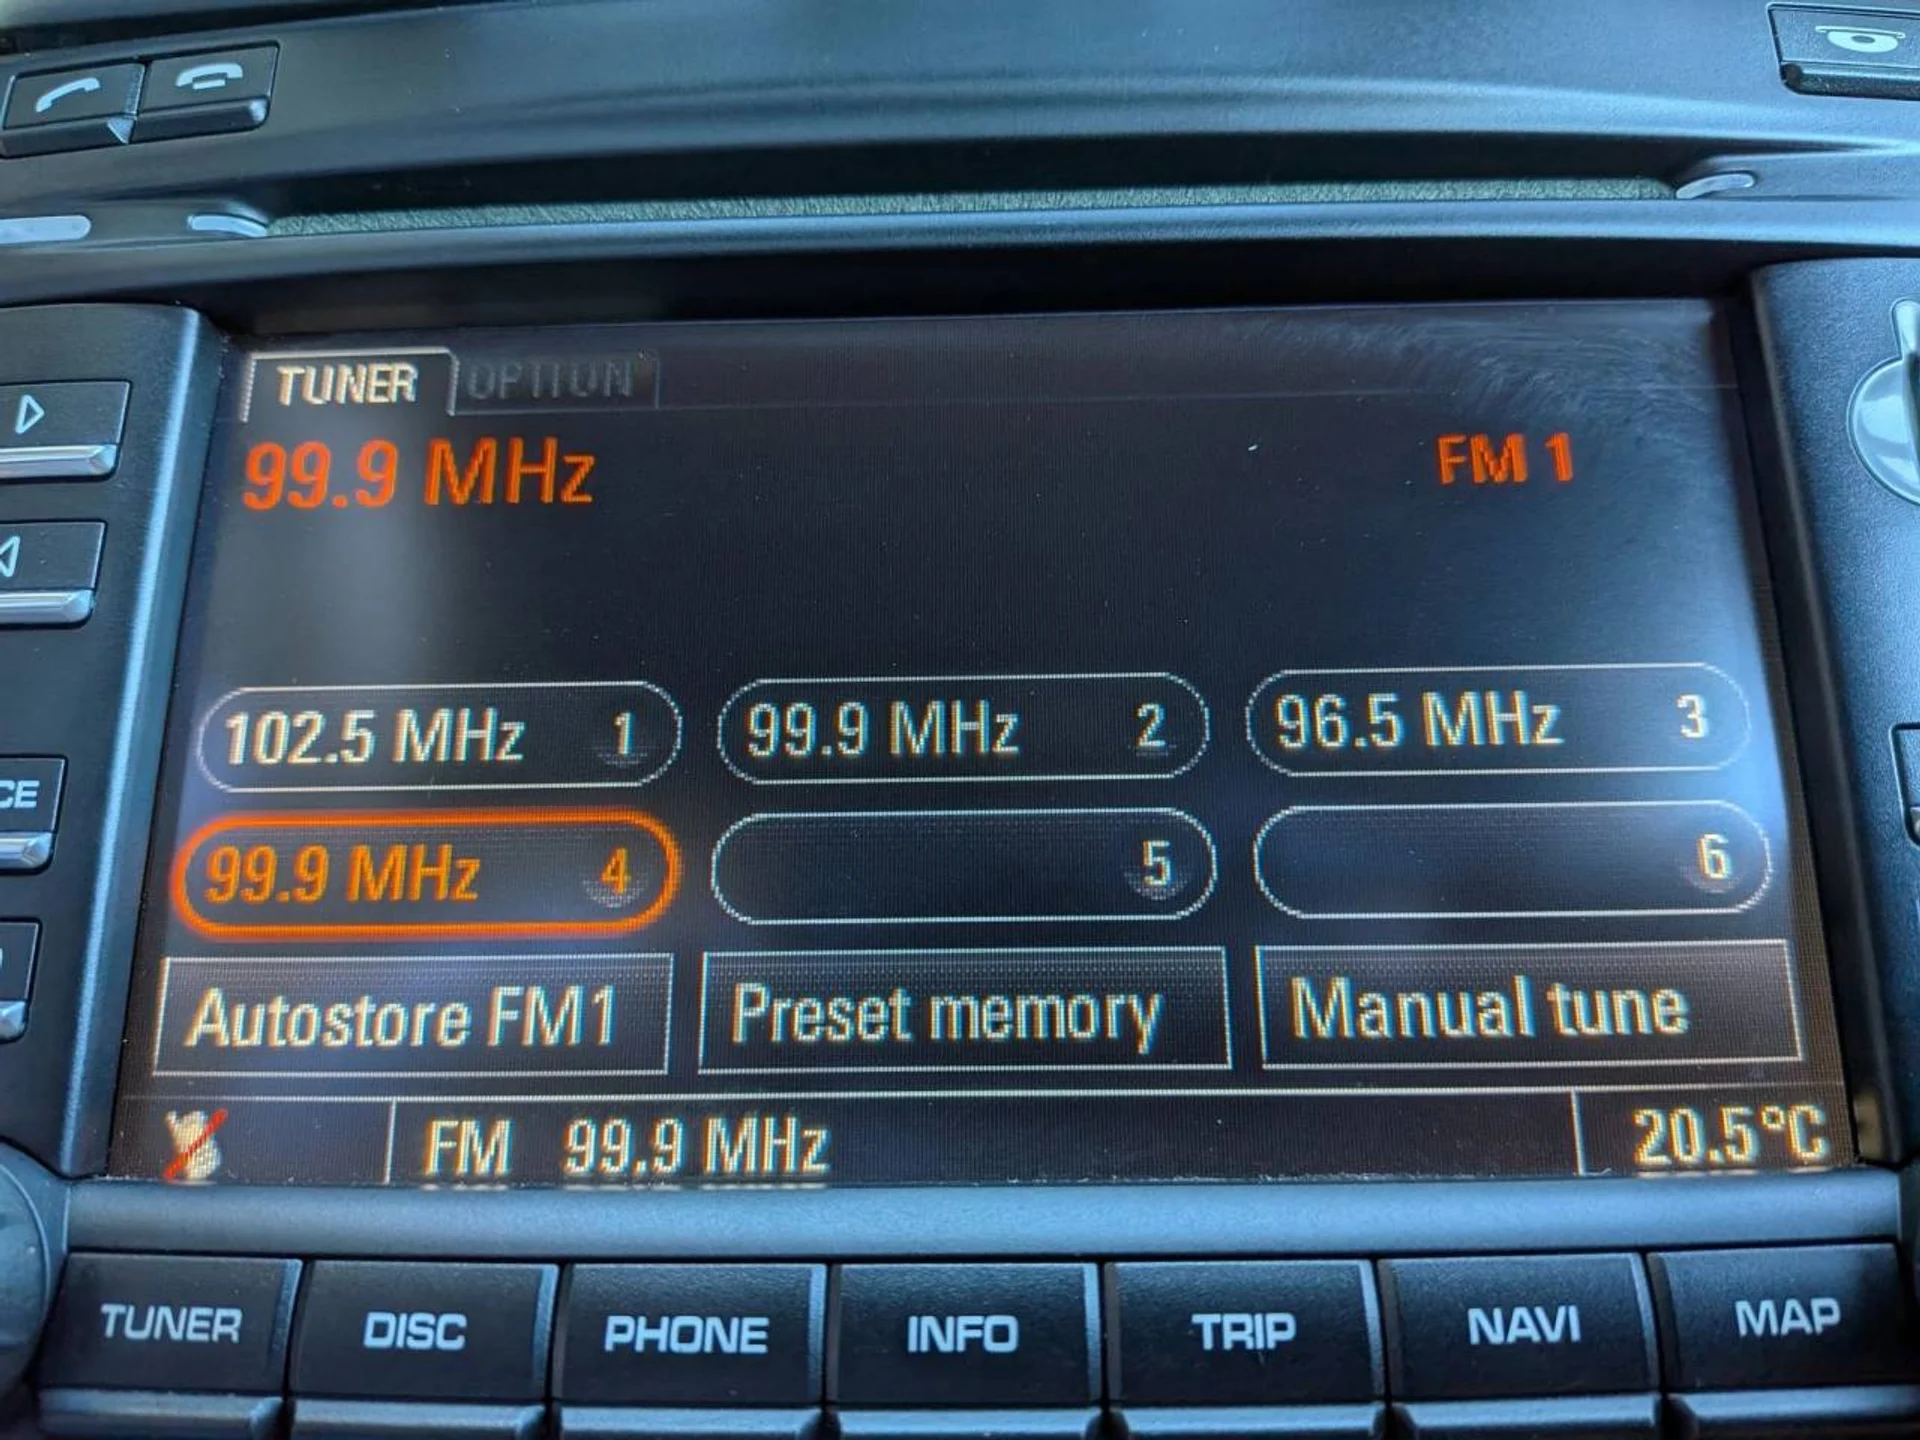 TUNER OPTION
99.9 MHz FM 1
102.5 MHz 1 99.9 MHz 2 96.5 MHz 3
99.9 MHz 4 5 6
Autostore FM1 Preset memory Manual tune
FM 99.9 MHz 20.5°C
TUNER DISC PHONE INFO TRIP NAVI MAP